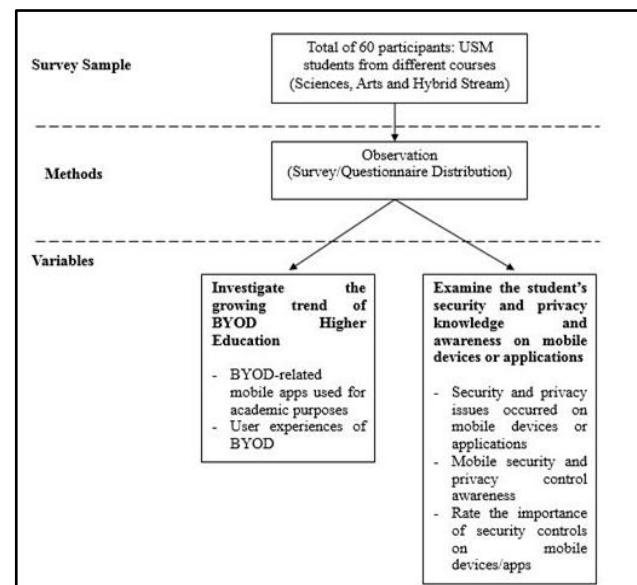 Survey Sample
Total of 60 participants: USM
students from different courses
(Sciences, Arts and Hybrid Stream)
Methods
Observation
(Survey/Questionnaire Distribution)
Variables
Investigate the
growing trend of
BYOD Higher
Education
- BYOD-related
mobile apps used for
academic purposes
- User experiences of
BYOD
Examine the student's
security and privacy
knowledge and
awareness on mobile
devices or applications
- Security and privacy
issues occurred on
mobile devices or
applications
- Mobile security and
privacy control
awareness
- Rate the importance
of security controls
on mobile
devices/apps